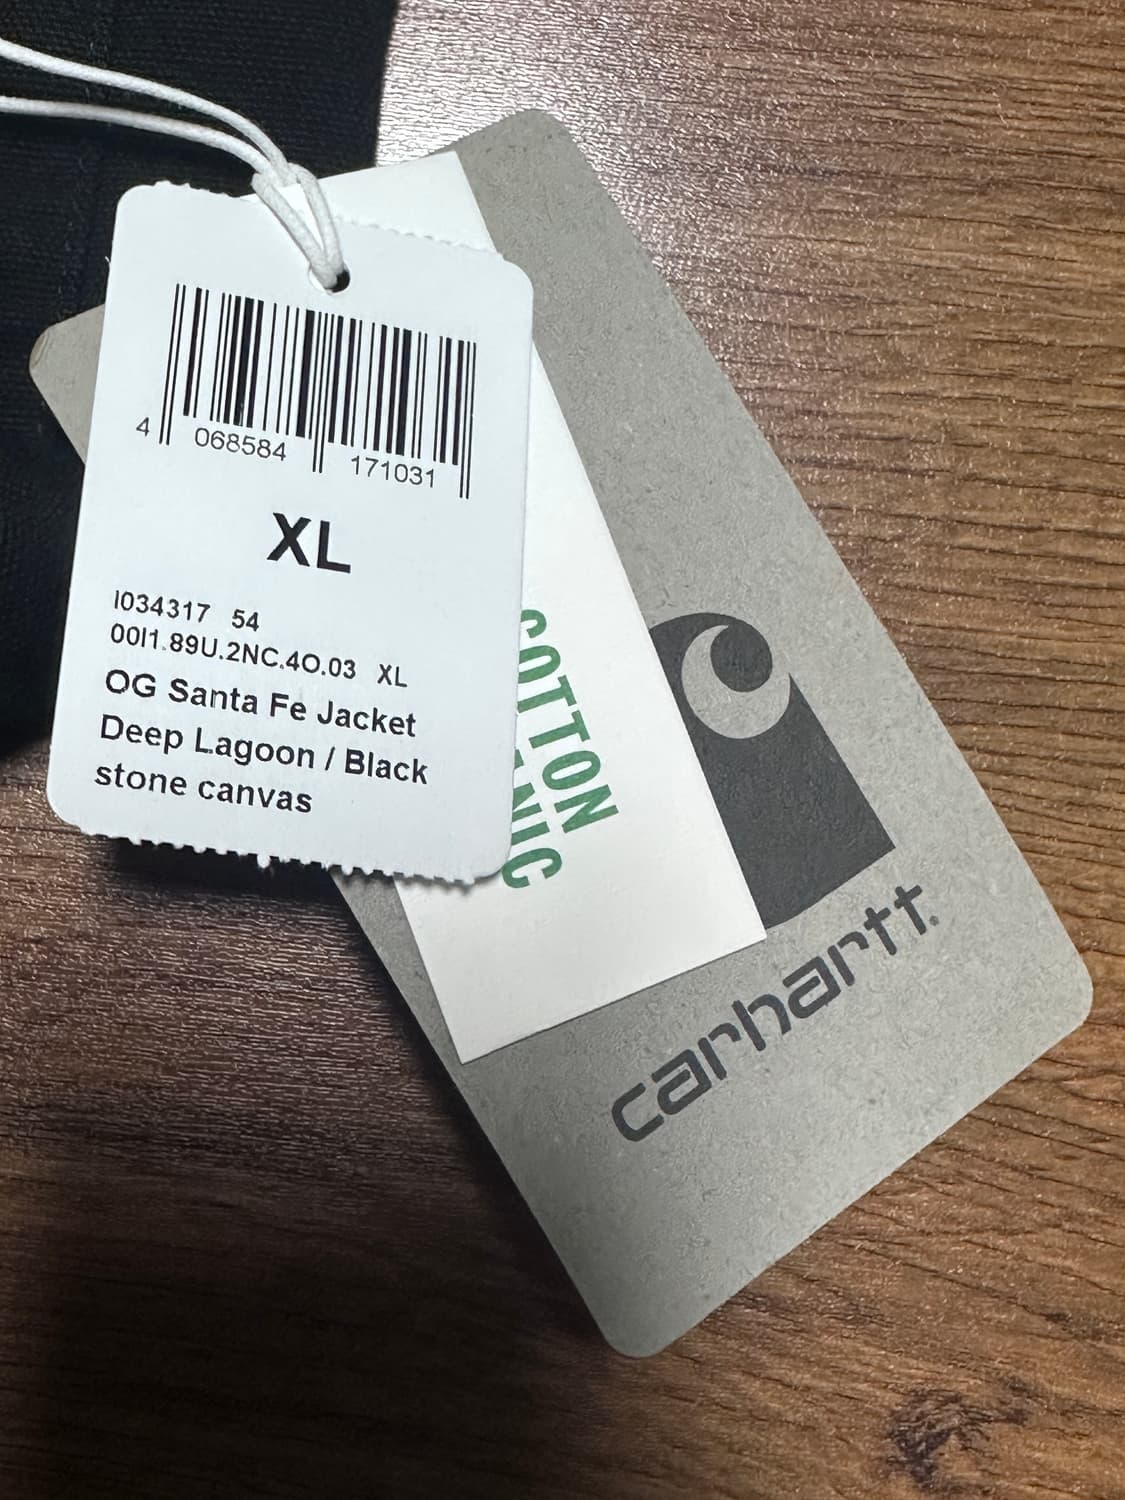 4 068584 171031
XL
I034317 54
00I1.89U.2NC.4O.03 XL
OG Santa Fe Jacket
Deep Lagoon / Black
stone canvas
COTTON
carhartt.